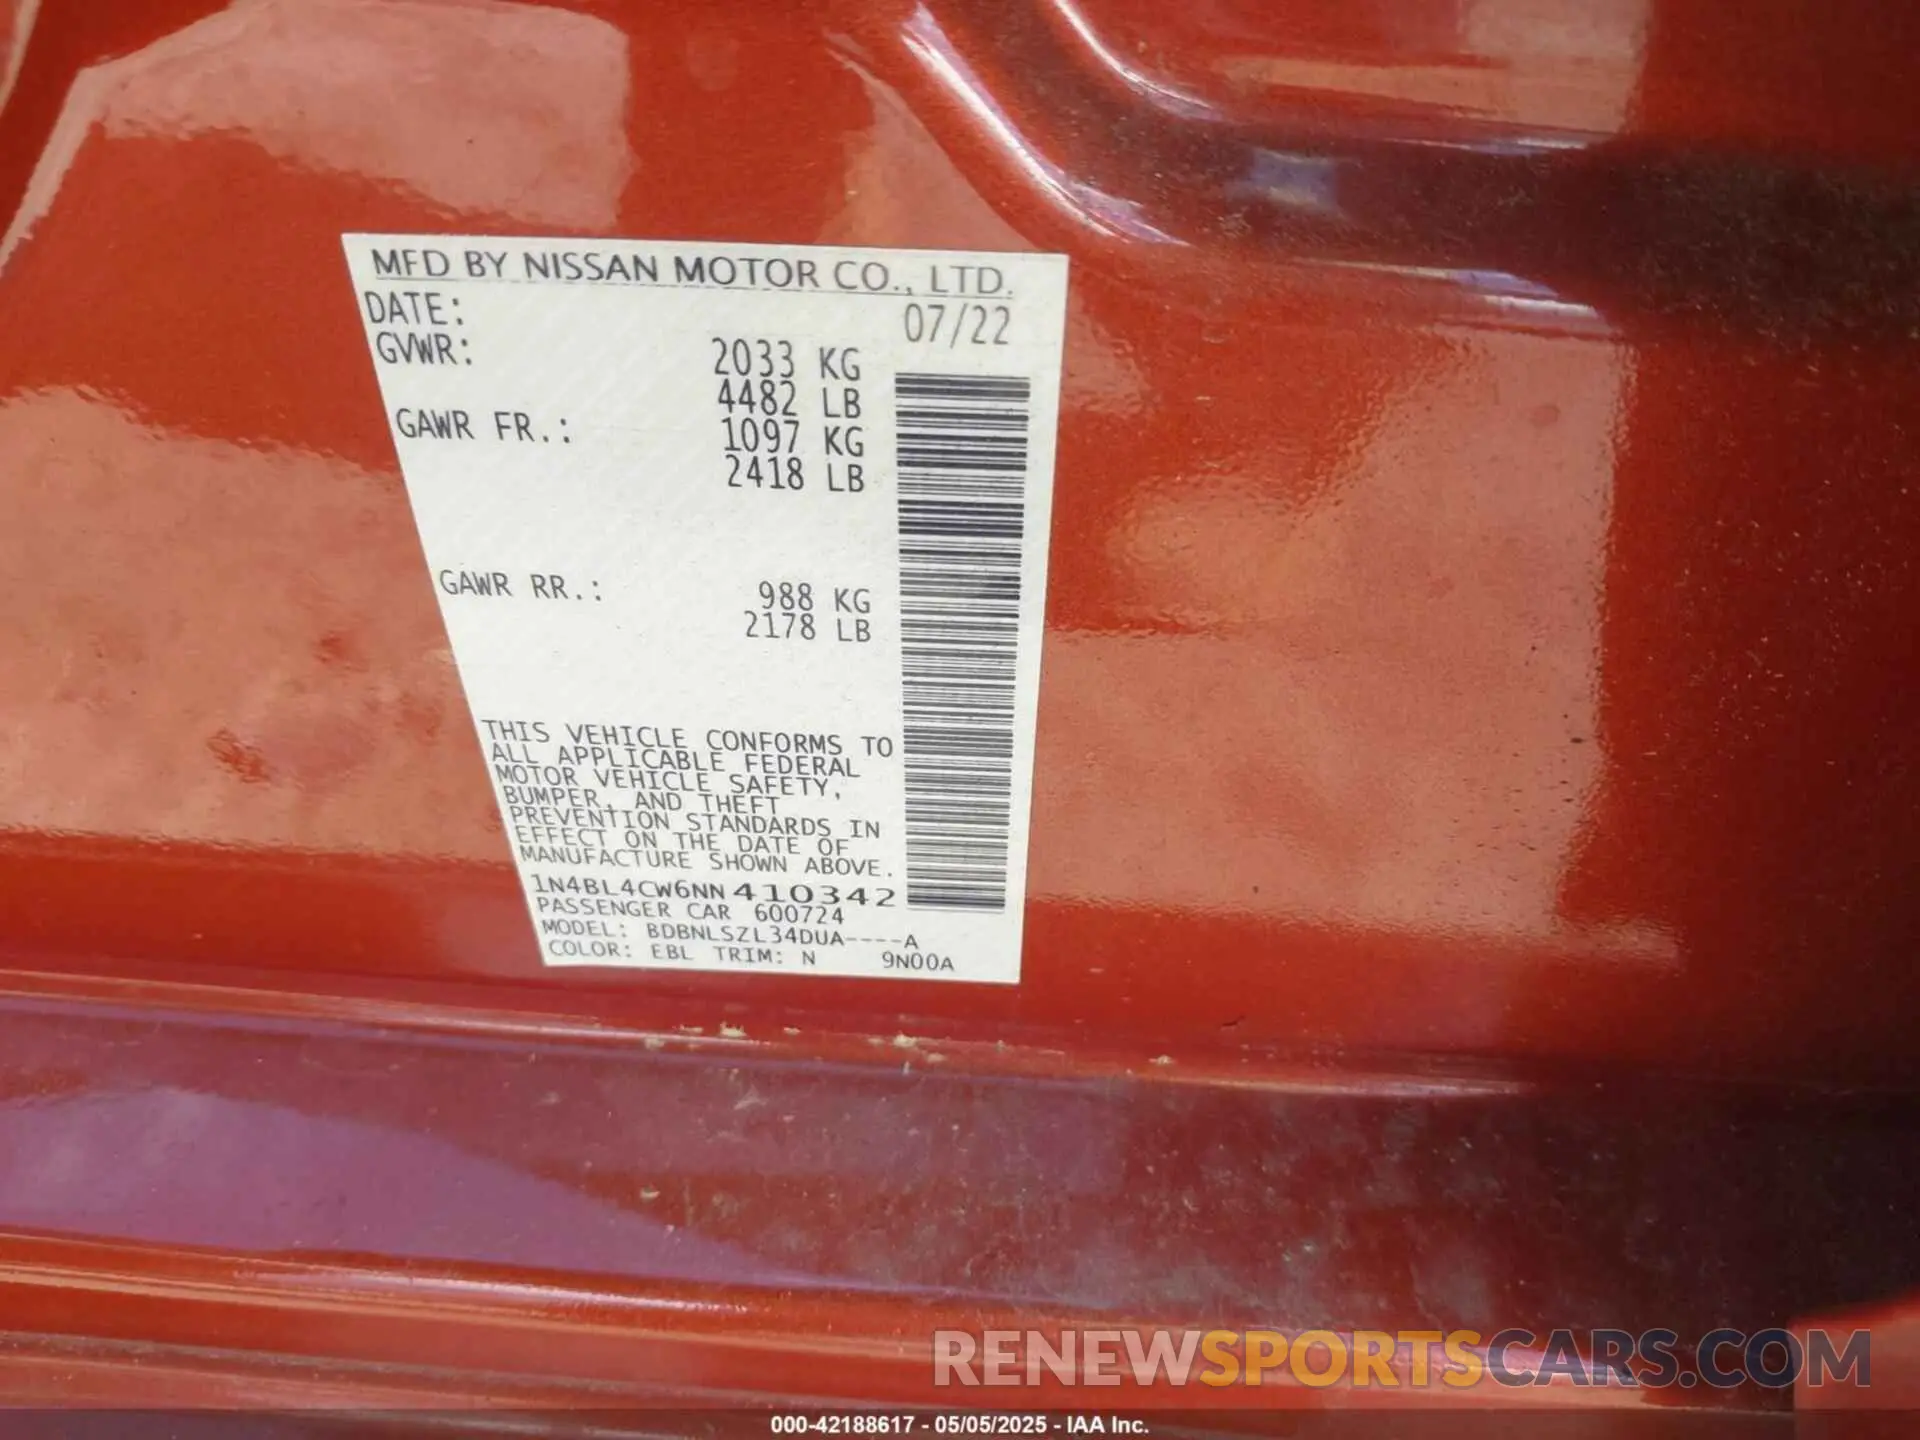 MFD BY NISSAN MOTOR CO., LTD.
DATE: 07/22
GVWR: 2033 KG
4482 LB
GAWR FR.: 1097 KG
2418 LB
GAWR RR.: 988 KG
2178 LB
THIS VEHICLE CONFORMS TO
ALL APPLICABLE FEDERAL
MOTOR VEHICLE SAFETY,
BUMPER, AND THEFT
PREVENTION STANDARDS IN
EFFECT ON THE DATE OF
MANUFACTURE SHOWN ABOVE.
1N4BL4CW6NN410342
PASSENGER CAR 600724
MODEL: BDBNLSZL34DUA----A
COLOR: EBL TRIM: N 9N00A
RENEWSPORTSCARS.COM
000-42188617 - 05/05/2025 - IAA Inc.